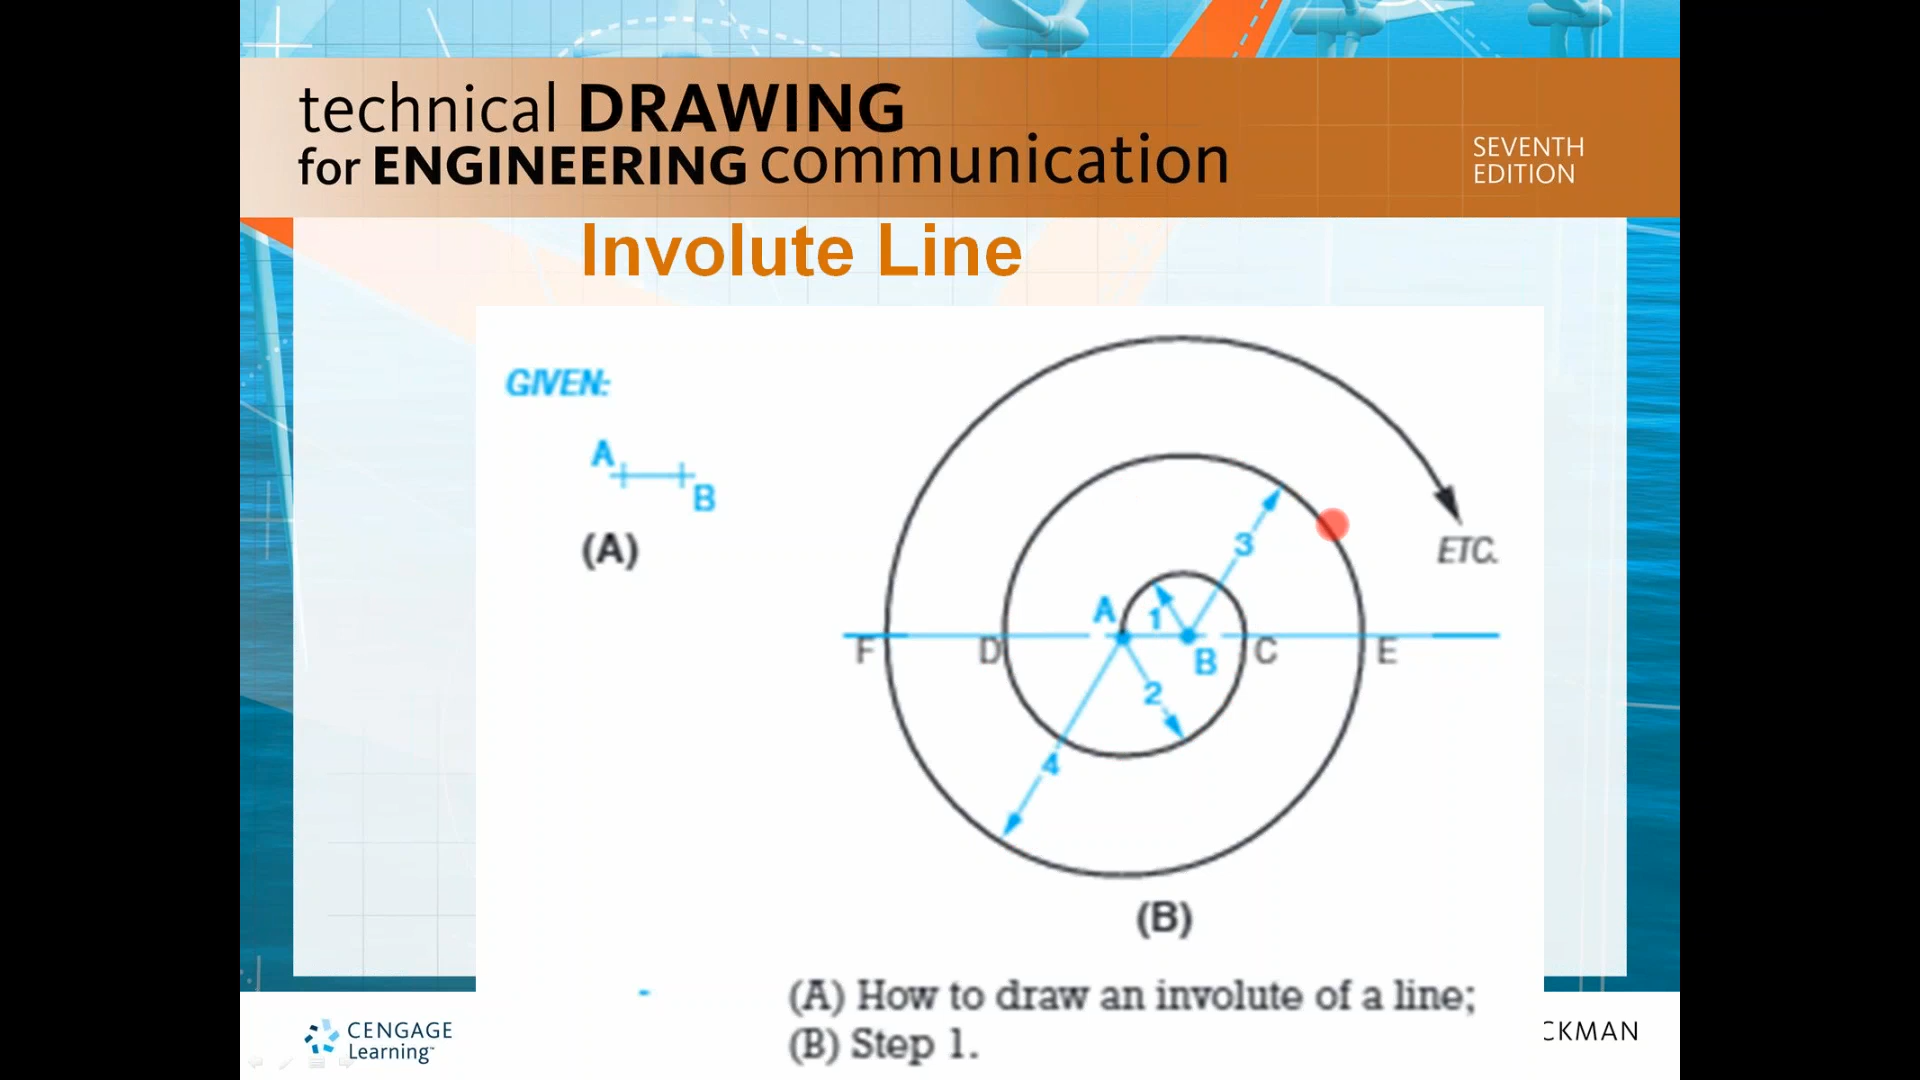 technical DRAWING
for ENGINEERING communication
SEVENTH
EDITION
Involute Line
GIVEN:
A
B
(A)
3
ETC.
A
1
F
D
B
C
E
2
4
(B)
(A) How to draw an involute of a line;
(B) Step 1.
CENGAGE
Learning™
CKMAN